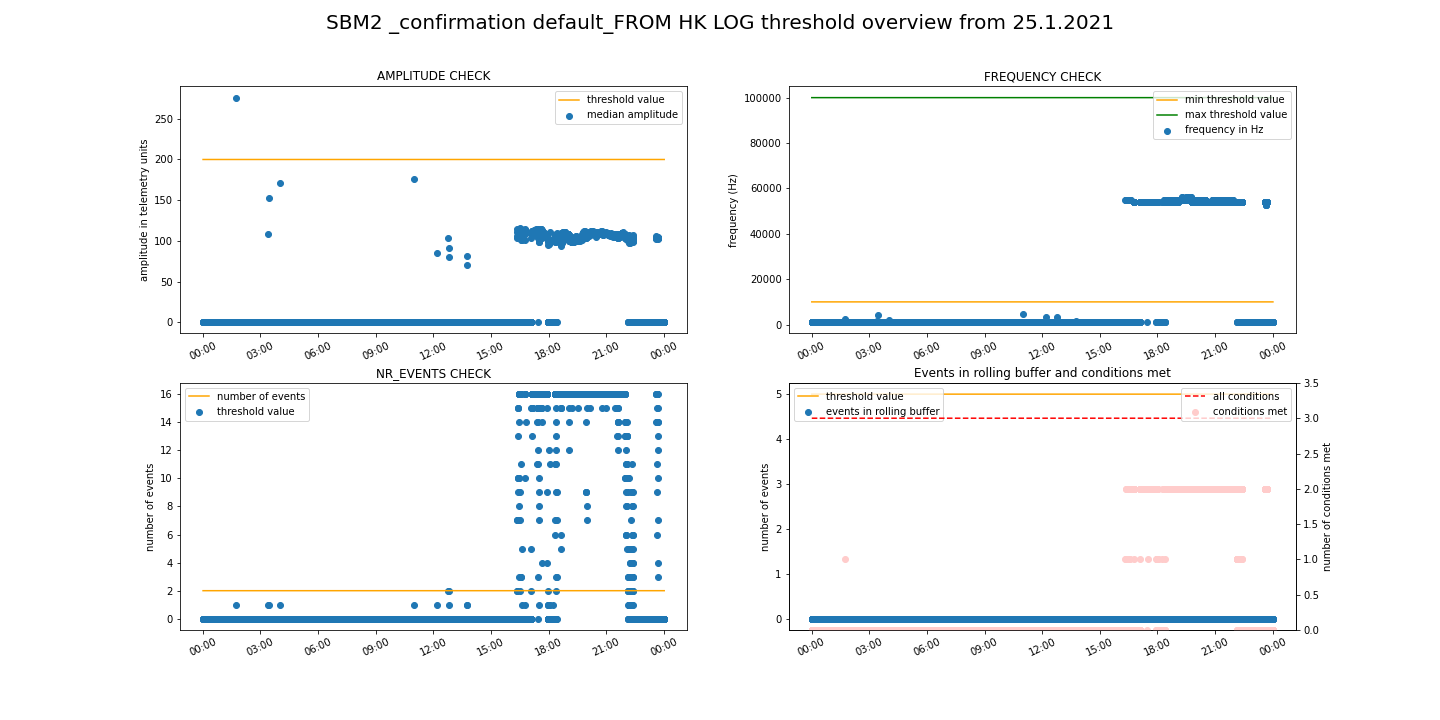 SBM2 _confirmation default_FROM HK LOG threshold overview from 25.1.2021
AMPLITUDE CHECK
amplitude in telemetry units
250
200
150
100
50
0
threshold value
median amplitude
00:00 03:00 06:00 09:00 12:00 15:00 18:00 21:00 00:00
FREQUENCY CHECK
frequency (Hz)
100000
80000
60000
40000
20000
0
min threshold value
max threshold value
frequency in Hz
00:00 03:00 06:00 09:00 12:00 15:00 18:00 21:00 00:00
NR_EVENTS CHECK
number of events
16
14
12
10
8
6
4
2
0
number of events
threshold value
00:00 03:00 06:00 09:00 12:00 15:00 18:00 21:00 00:00
Events in rolling buffer and conditions met
number of events
5
4
3
2
1
0
threshold value
events in rolling buffer
all conditions
conditions met
3.5
3.0
2.5
2.0
1.5
1.0
0.5
0.0
number of conditions met
00:00 03:00 06:00 09:00 12:00 15:00 18:00 21:00 00:00